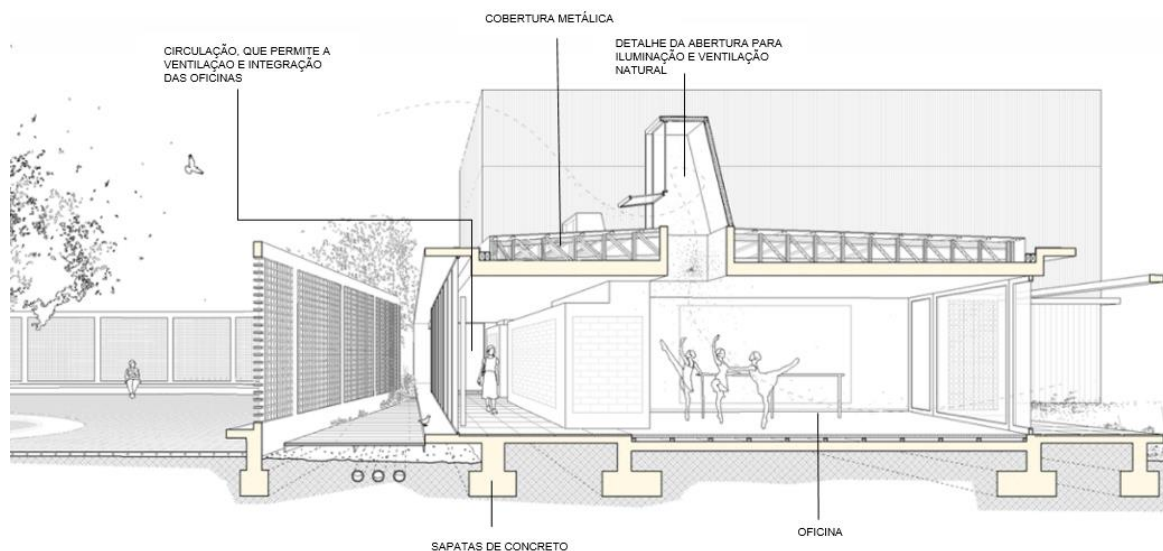 COBERTURA METÁLICA
CIRCULAÇÃO, QUE PERMITE A
VENTILAÇAO E INTEGRAÇÃO
DAS OFICINAS
DETALHE DA ABERTURA PARA
ILUMINAÇÃO E VENTILAÇÃO
NATURAL
OFICINA
SAPATAS DE CONCRETO